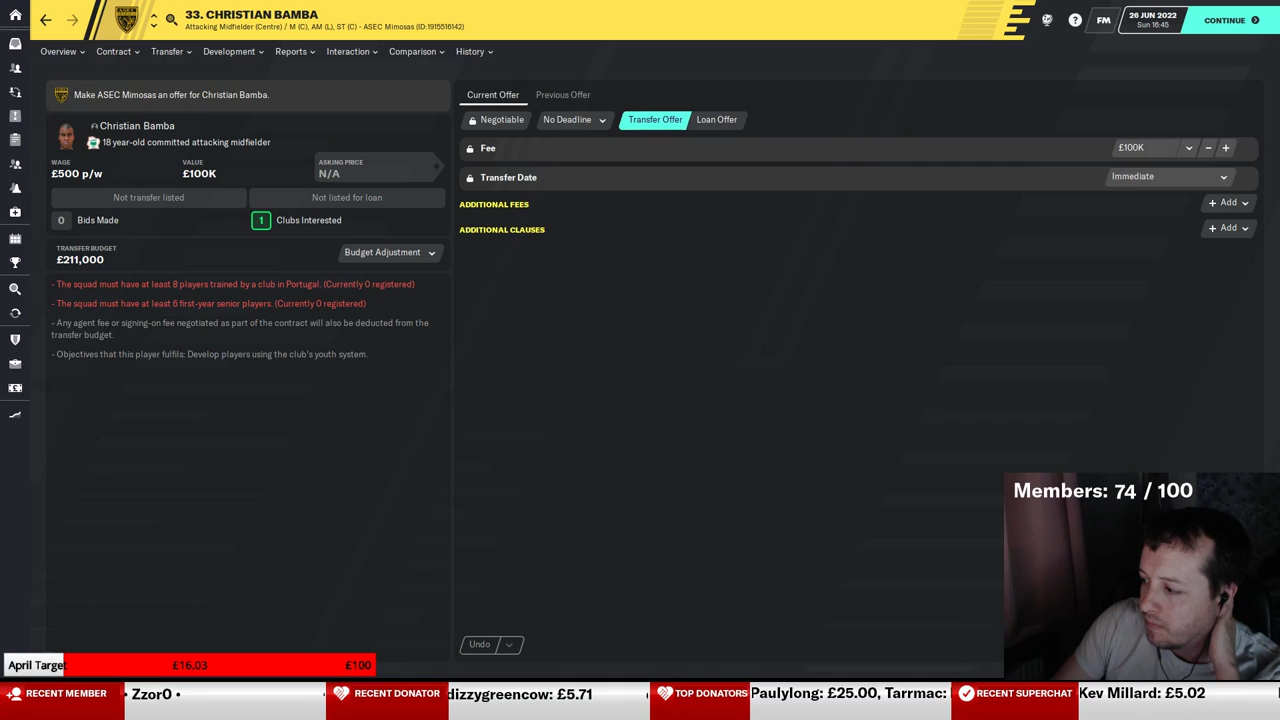 33. CHRISTIAN BAMBA
Attacking Midfielder (Centre) / M (C), AM (L), ST (C) - ASEC Mimosas (ID:1915516142)
FM
26 JUN 2022
Sun 16:45
CONTINUE
Overview
Contract
Transfer
Development
Reports
Interaction
Comparison
History
Make ASEC Mimosas an offer for Christian Bamba.
Christian Bamba
18 year-old committed attacking midfielder
WAGE
£500 p/w
VALUE
£100K
ASKING PRICE
N/A
Not transfer listed
Not listed for loan
0 Bids Made
1 Clubs Interested
TRANSFER BUDGET
£211,000
Budget Adjustment
- The squad must have at least 8 players trained by a club in Portugal. (Currently 0 registered)
- The squad must have at least 6 first-year senior players. (Currently 0 registered)
- Any agent fee or signing-on fee negotiated as part of the contract will also be deducted from the
transfer budget.
- Objectives that this player fulfils: Develop players using the club's youth system.
Current Offer
Previous Offer
Negotiable
No Deadline
Transfer Offer
Loan Offer
Fee
£100K
Transfer Date
Immediate
ADDITIONAL FEES
+ Add
ADDITIONAL CLAUSES
+ Add
Undo
Members: 74 / 100
April Target
£16.03
£100
RECENT MEMBER
• Zzor0 •
RECENT DONATOR
dizzygreencow: £5.71
TOP DONATORS
Paulylong: £25.00, Tarrmac:
RECENT SUPERCHAT
Kev Millard: £5.02